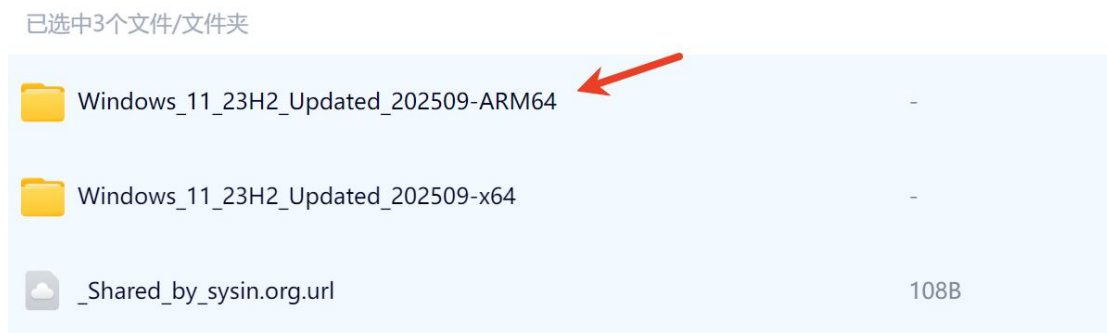 已选中3个文件/文件夹
Windows_11_23H2_Updated_202509-ARM64 -
Windows_11_23H2_Updated_202509-x64 -
_Shared_by_sysin.org.url 108B